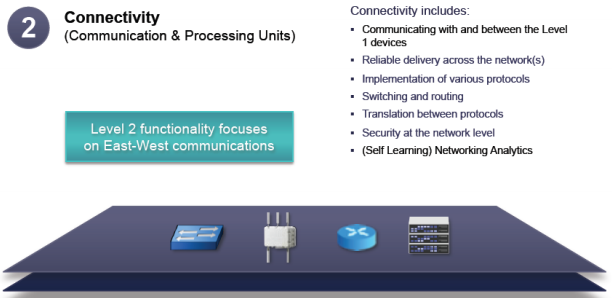 2
Connectivity
(Communication & Processing Units)
Level 2 functionality focuses
on East-West communications
Connectivity includes:
▪ Communicating with and between the Level
1 devices
▪ Reliable delivery across the network(s)
▪ Implementation of various protocols
▪ Switching and routing
▪ Translation between protocols
▪ Security at the network level
▪ (Self Learning) Networking Analytics